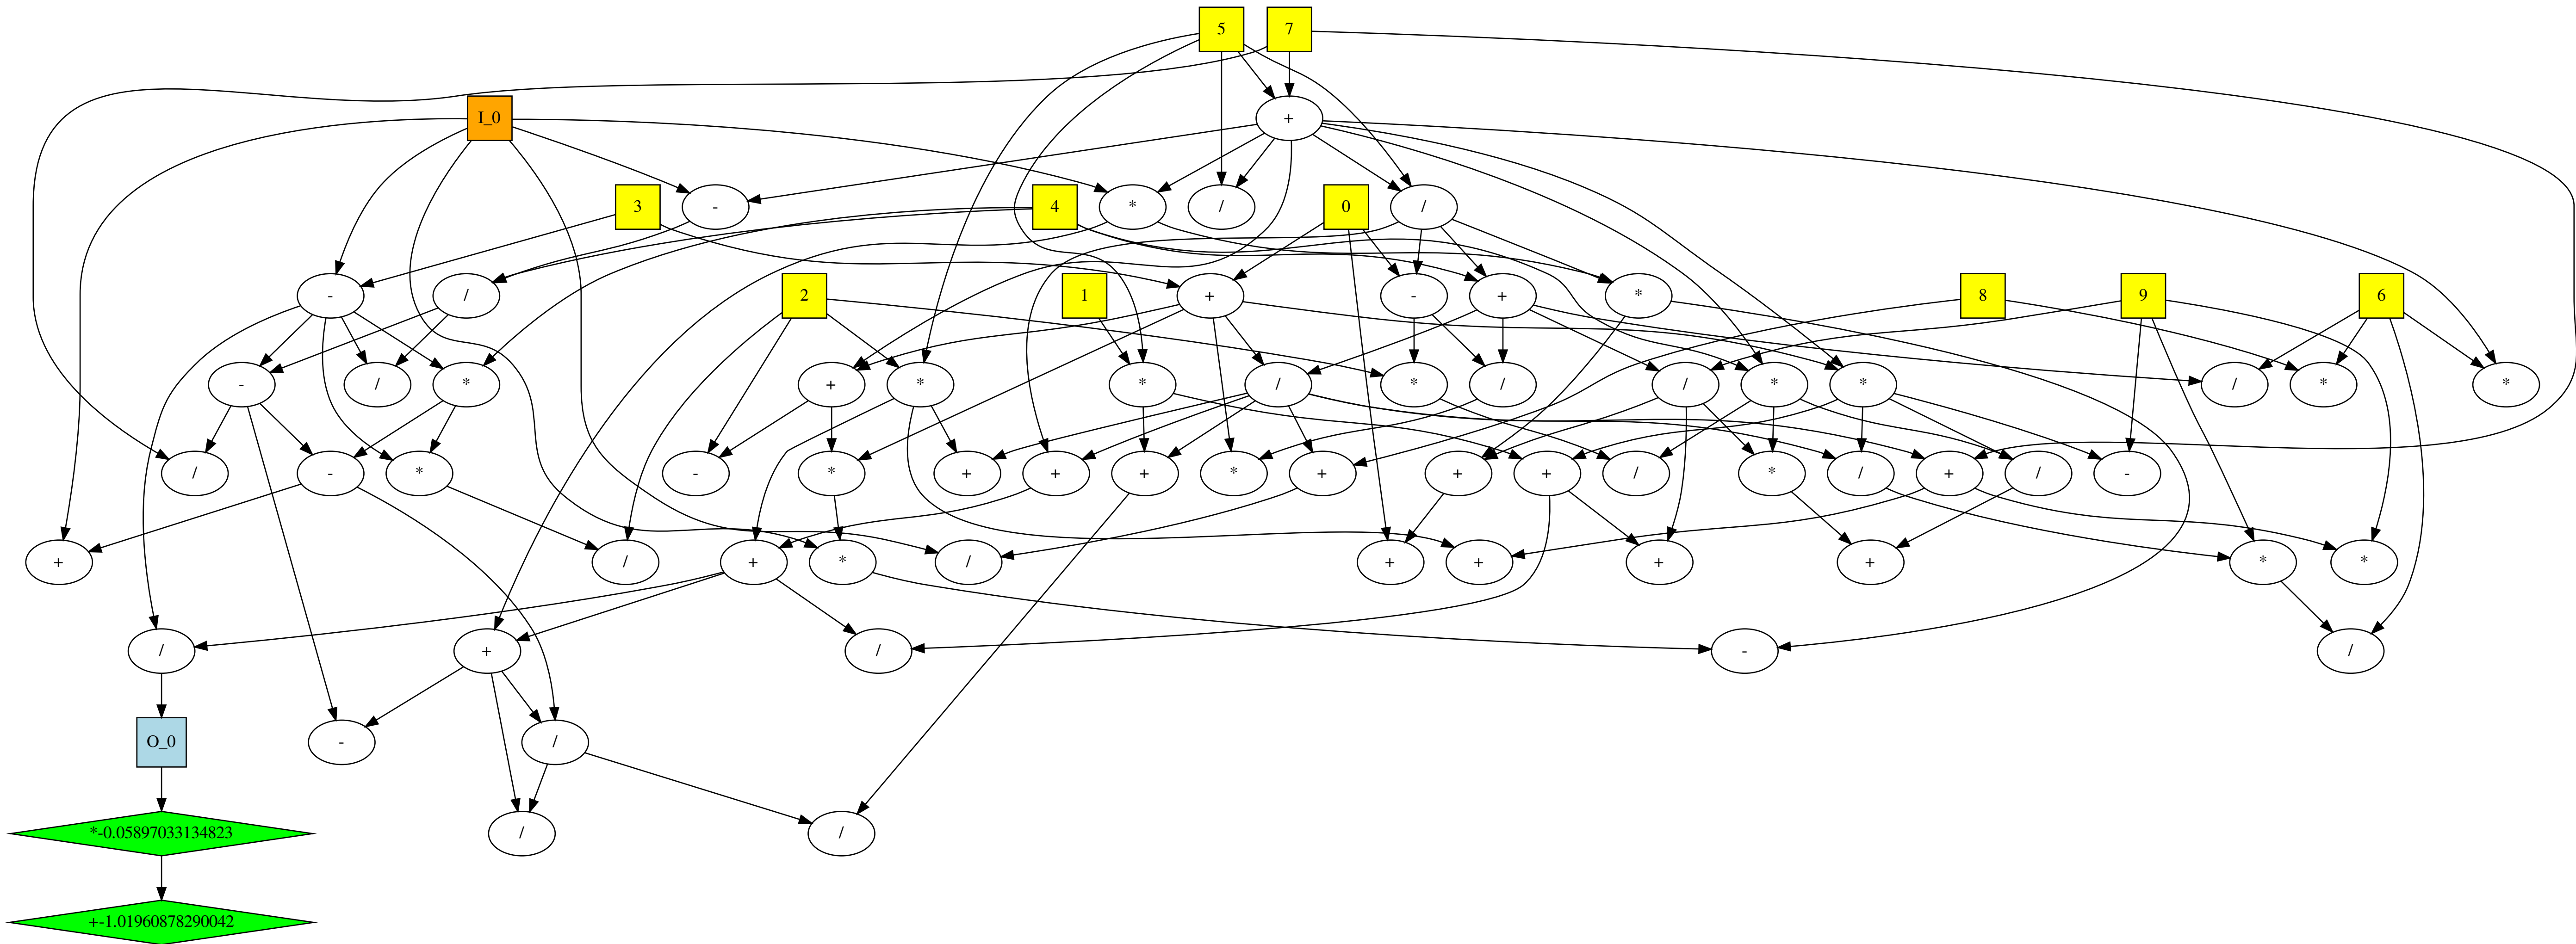 5 7
I_0 +
3 - 4 * / 0 /
- / 2 1 + - + * 8 9 6
- / * + * * / * / / * * / * *
/ - * - * + + + * + + + / * / + / -
+ / + * / + + + + * *
/ + / - /
O_0 - /
*-0.05897033134823 / /
+-1.01960878290042